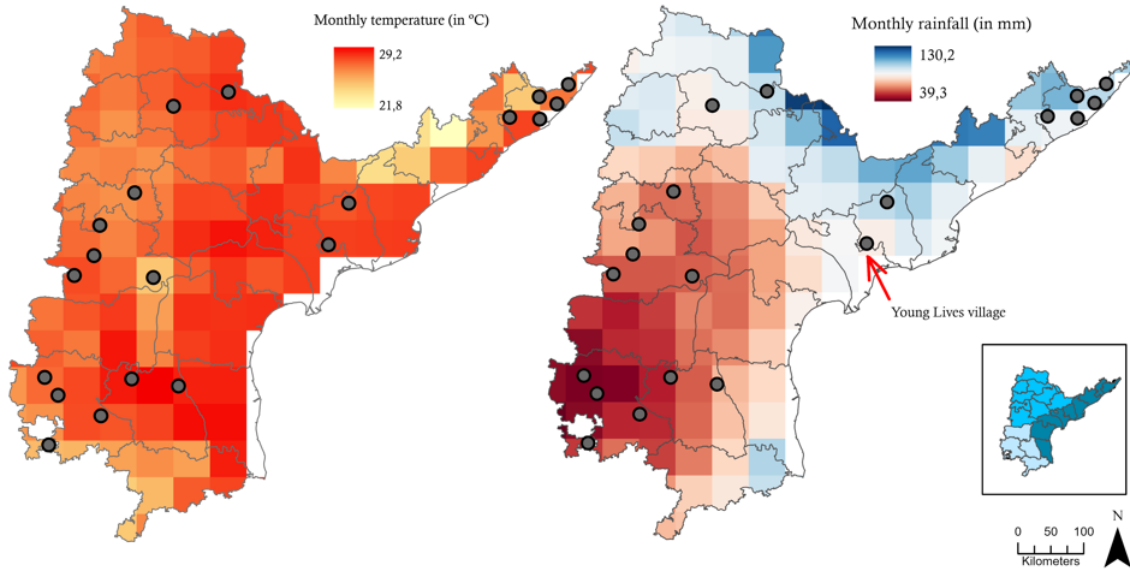 Monthly temperature (in ºC)
29,2
21,8
Monthly rainfall (in mm)
130,2
39,3
Young Lives village
N
0 50 100
Kilometers